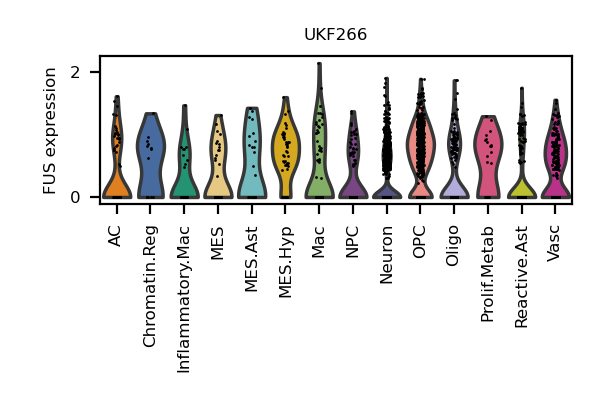 UKF266
FUS expression
2
0
AC
Chromatin.Reg
Inflammatory.Mac
MES
MES.Ast
MES.Hyp
Mac
NPC
Neuron
OPC
Oligo
Prolif.Metab
Reactive.Ast
Vasc